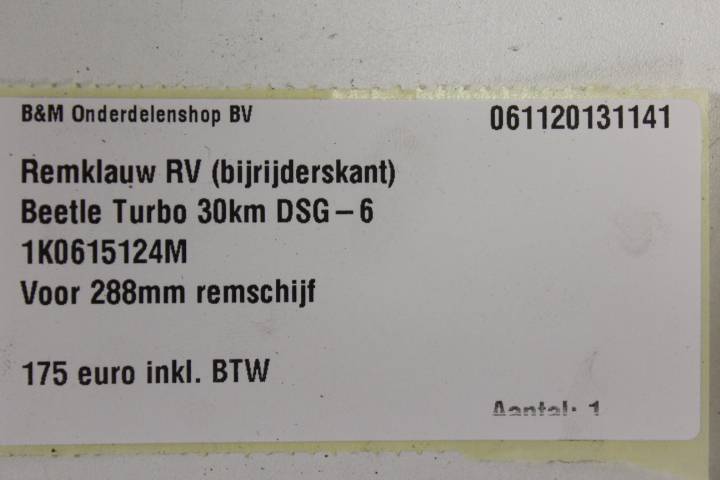 B&M Onderdelenshop BV 061120131141
Remklauw RV (bijrijderskant)
Beetle Turbo 30km DSG – 6
1K0615124M
Voor 288mm remschijf
175 euro inkl. BTW
Aantal: 1